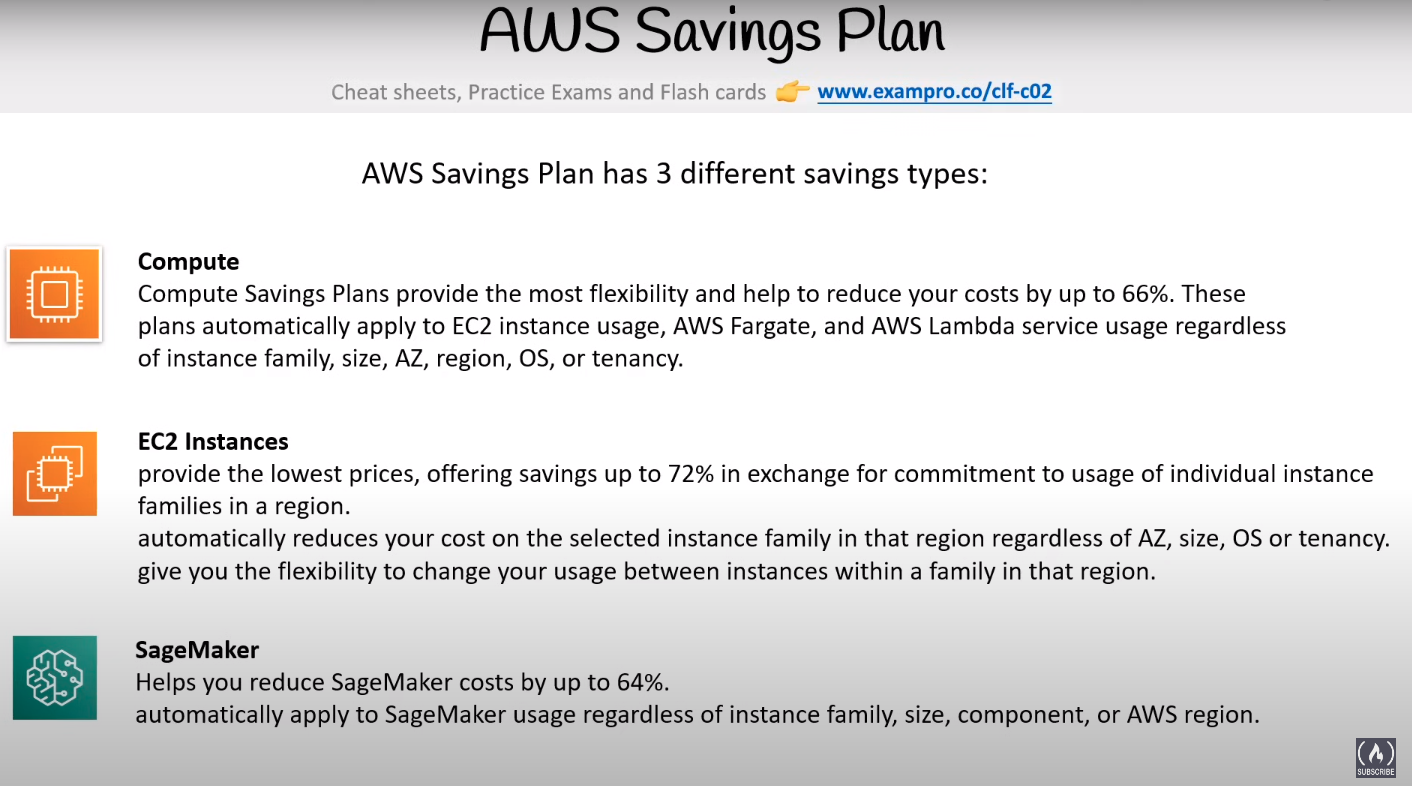 AWS Savings Plan
Cheat sheets, Practice Exams and Flash cards 👉 www.exampro.co/clf-c02
AWS Savings Plan has 3 different savings types:
Compute
Compute Savings Plans provide the most flexibility and help to reduce your costs by up to 66%. These
plans automatically apply to EC2 instance usage, AWS Fargate, and AWS Lambda service usage regardless
of instance family, size, AZ, region, OS, or tenancy.
EC2 Instances
provide the lowest prices, offering savings up to 72% in exchange for commitment to usage of individual instance
families in a region.
automatically reduces your cost on the selected instance family in that region regardless of AZ, size, OS or tenancy.
give you the flexibility to change your usage between instances within a family in that region.
SageMaker
Helps you reduce SageMaker costs by up to 64%.
automatically apply to SageMaker usage regardless of instance family, size, component, or AWS region.
SUBSCRIBE